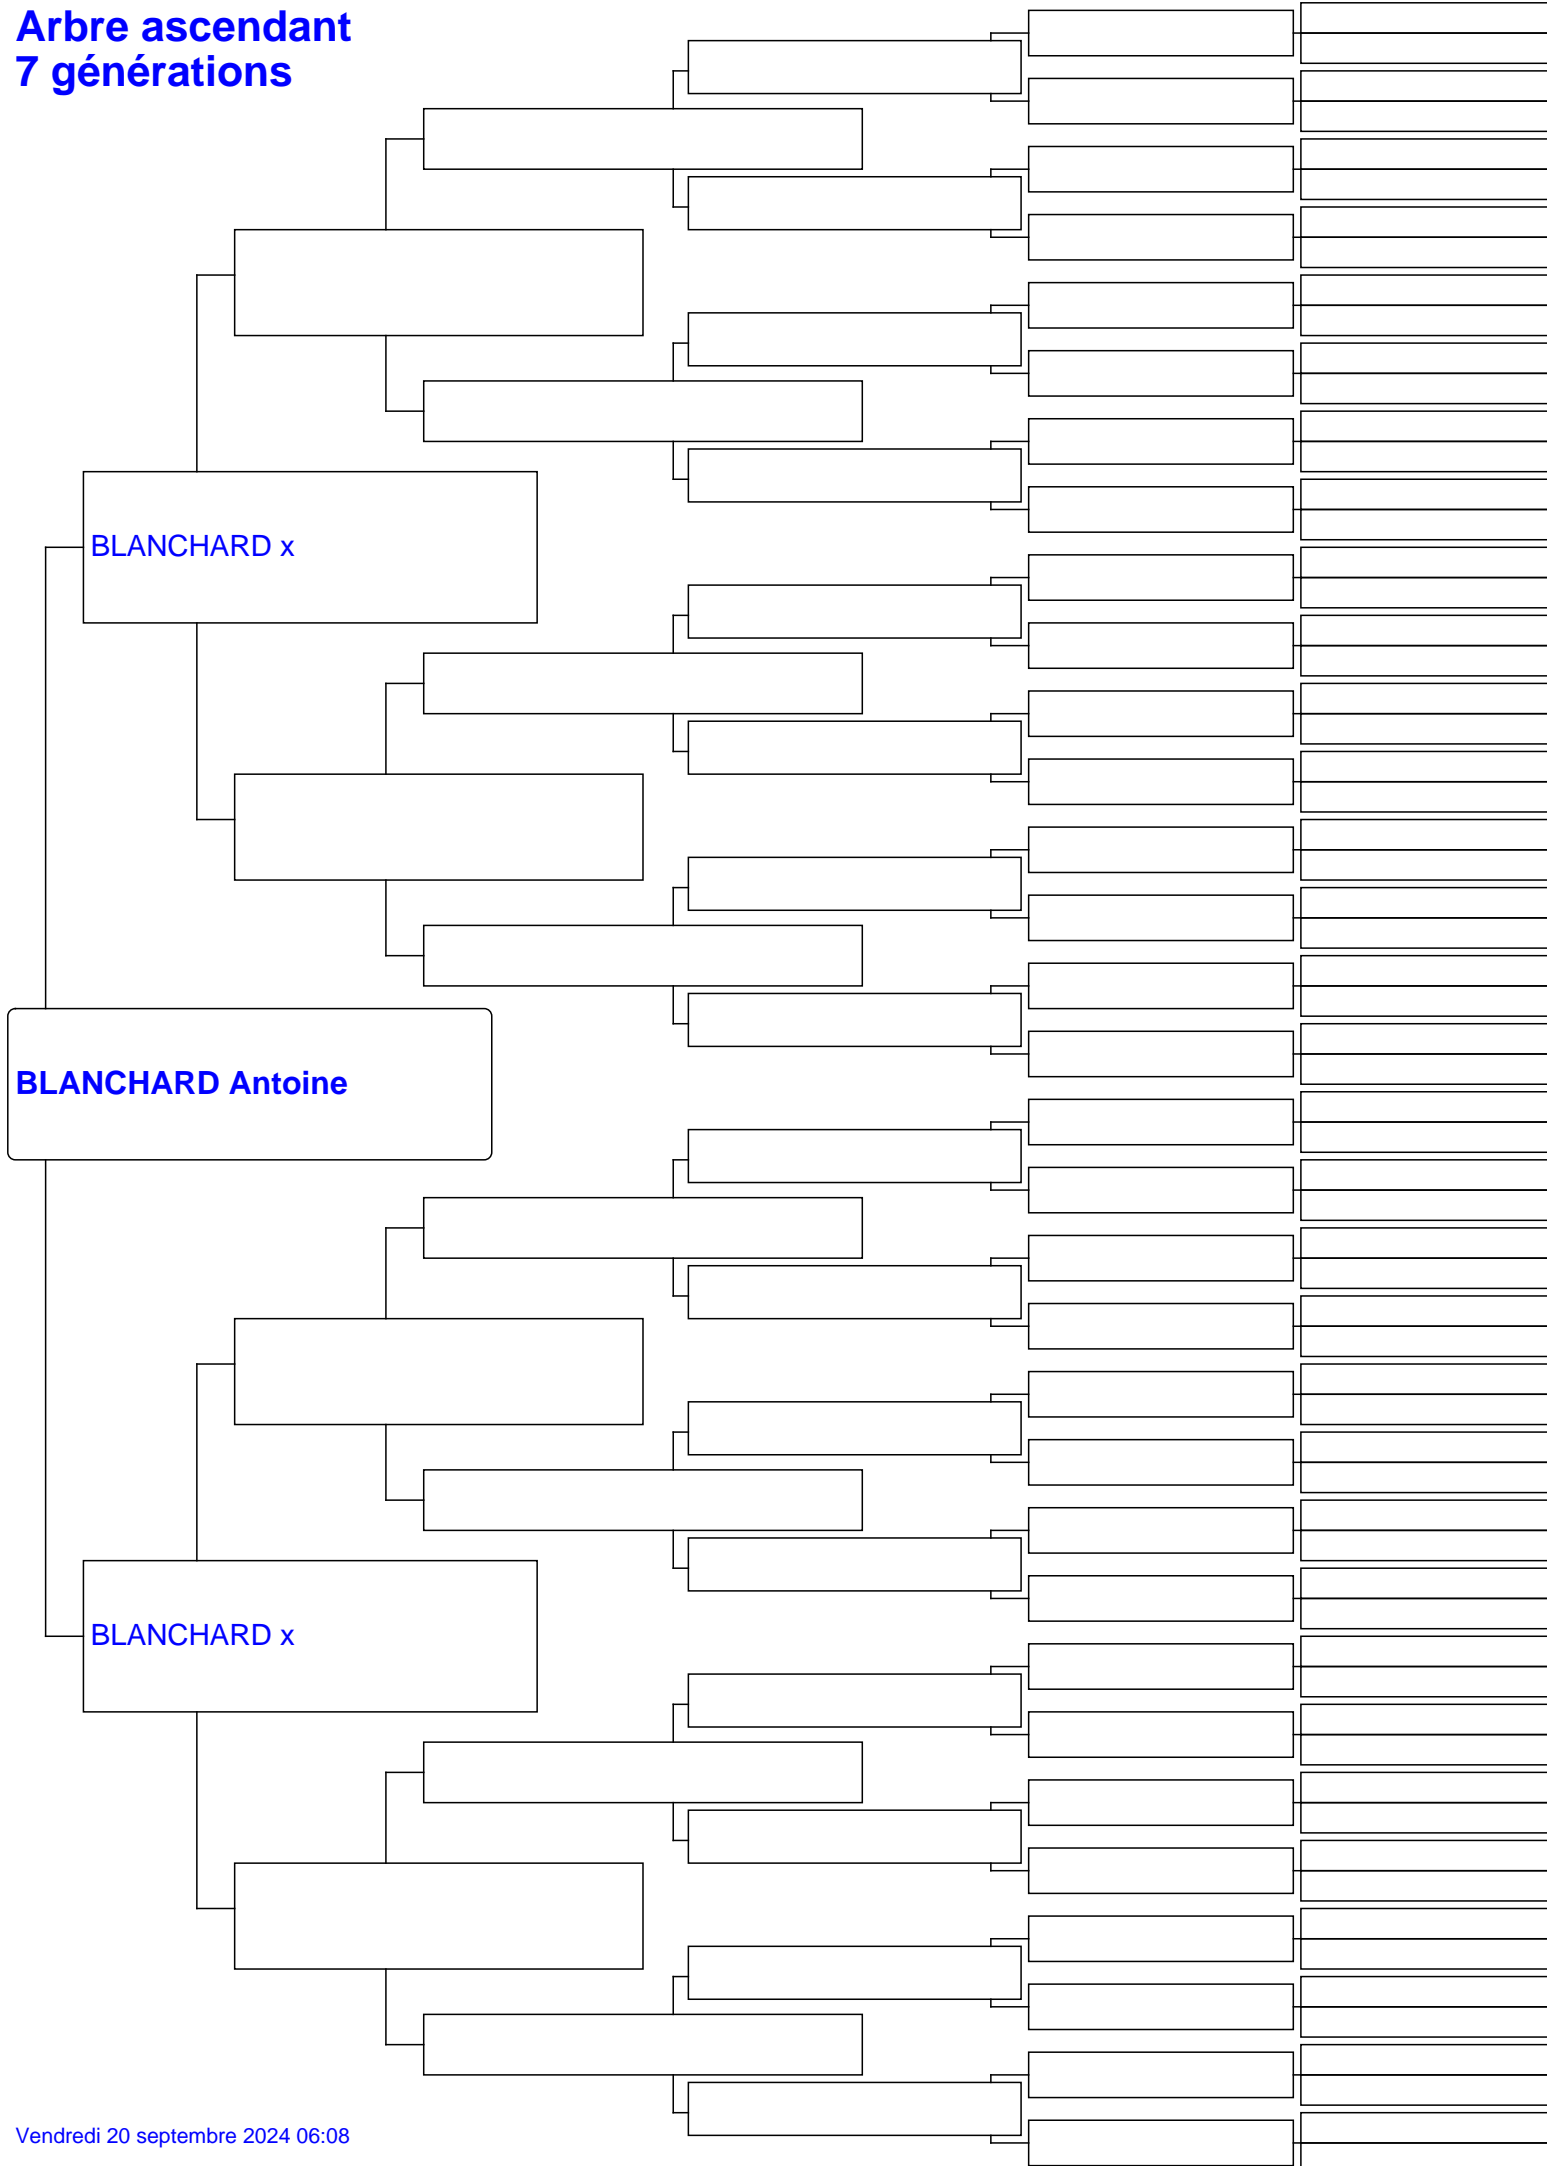 Arbre ascendant
7 générations
BLANCHARD x
BLANCHARD Antoine
BLANCHARD x
Vendredi 20 septembre 2024 06:08